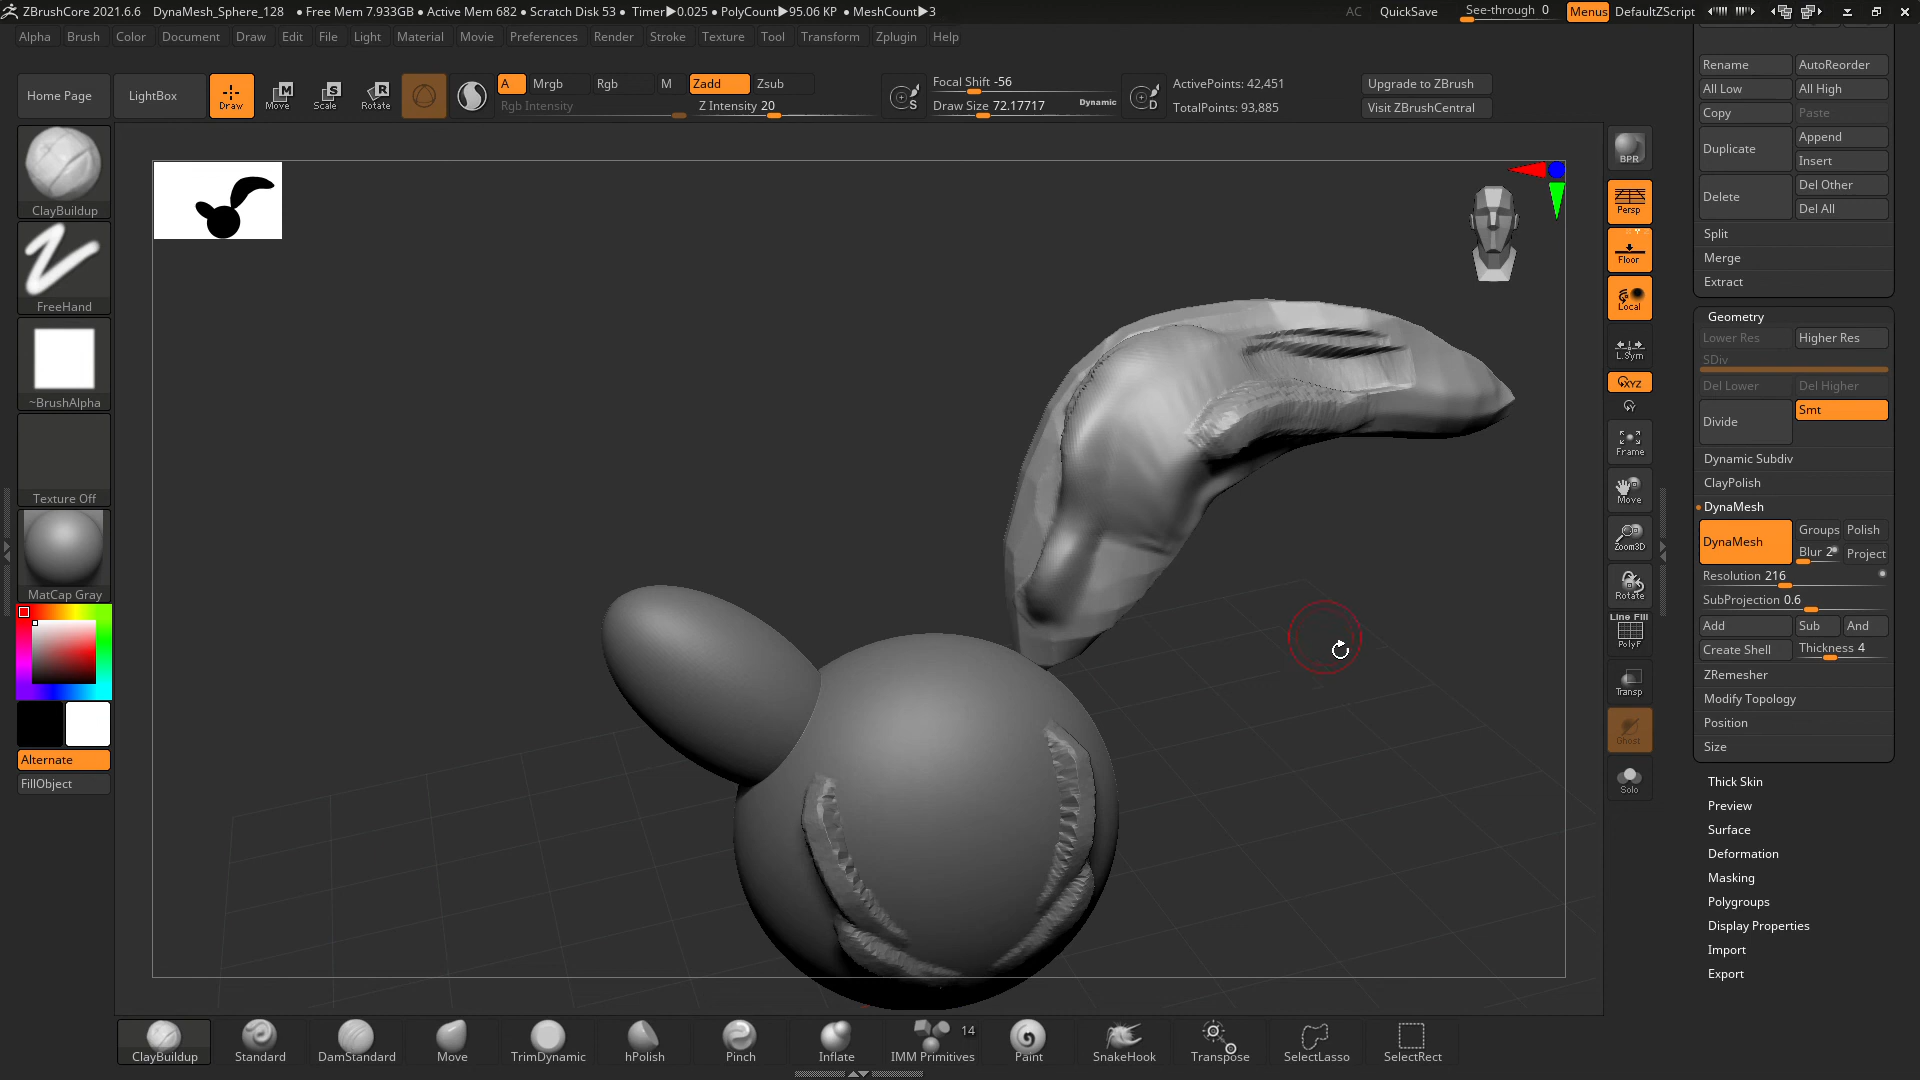 ZBrushCore 2021.6.6 DynaMesh_Sphere_128 • Free Mem 7.933GB • Active Mem 682 • Scratch Disk 53 • Timer▶0.025 • PolyCount▶95.06 KP • MeshCount▶3 AC QuickSave See-through 0 Menus DefaultZScript
Alpha Brush Color Document Draw Edit File Light Material Movie Preferences Render Stroke Texture Tool Transform Zplugin Help
Home Page LightBox Draw Move Scale Rotate
A Mrgb Rgb M Zadd Zsub
Rgb Intensity Z Intensity 20
Focal Shift -56
Draw Size 72.17717 Dynamic
S D
ActivePoints: 42,451
TotalPoints: 93,885
Upgrade to ZBrush
Visit ZBrushCentral
ClayBuildup
FreeHand
~BrushAlpha
Texture Off
MatCap Gray
Alternate
FillObject
BPR
Persp
Floor
Local
L.Sym
XYZ
Y
Frame
Move
Zoom3D
Rotate
Line Fill
PolyF
Transp
Ghost
Solo
Rename AutoReorder
All Low All High
Copy Paste
Duplicate Append
Insert
Delete Del Other
Del All
Split
Merge
Extract
Geometry
Lower Res Higher Res
SDiv
Del Lower Del Higher
Divide Smt
Dynamic Subdiv
ClayPolish
DynaMesh
DynaMesh Groups Polish
Blur 2 Project
Resolution 216
SubProjection 0.6
Add Sub And
Create Shell Thickness 4
ZRemesher
Modify Topology
Position
Size
Thick Skin
Preview
Surface
Deformation
Masking
Polygroups
Display Properties
Import
Export
ClayBuildup Standard DamStandard Move TrimDynamic hPolish Pinch Inflate IMM Primitives 14 Paint SnakeHook Transpose SelectLasso SelectRect